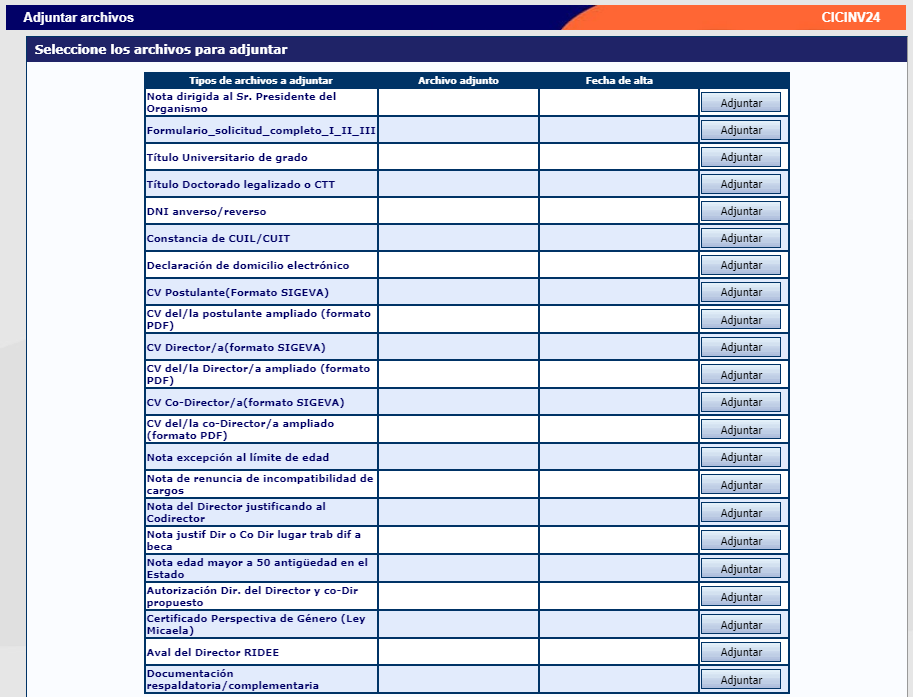 Adjuntar archivos CICINV24
Seleccione los archivos para adjuntar
Tipos de archivos a adjuntar Archivo adjunto Fecha de alta
Nota dirigida al Sr. Presidente del
Organismo
Adjuntar
Formulario_solicitud_completo_I_II_III Adjuntar
Título Universitario de grado Adjuntar
Título Doctorado legalizado o CTT Adjuntar
DNI anverso/reverso Adjuntar
Constancia de CUIL/CUIT Adjuntar
Declaración de domicilio electrónico Adjuntar
CV Postulante(Formato SIGEVA) Adjuntar
CV del/la postulante ampliado (formato
PDF)
Adjuntar
CV Director/a(formato SIGEVA) Adjuntar
CV del/la Director/a ampliado (formato
PDF)
Adjuntar
CV Co-Director/a(formato SIGEVA) Adjuntar
CV del/la co-Director/a ampliado
(formato PDF)
Adjuntar
Nota excepción al límite de edad Adjuntar
Nota de renuncia de incompatibilidad de
cargos
Adjuntar
Nota del Director justificando al
Codirector
Adjuntar
Nota justif Dir o Co Dir lugar trab dif a
beca
Adjuntar
Nota edad mayor a 50 antigüedad en el
Estado
Adjuntar
Autorización Dir. del Director y co-Dir
propuesto
Adjuntar
Certificado Perspectiva de Género (Ley
Micaela)
Adjuntar
Aval del Director RIDEE Adjuntar
Documentación
respaldatoria/complementaria
Adjuntar